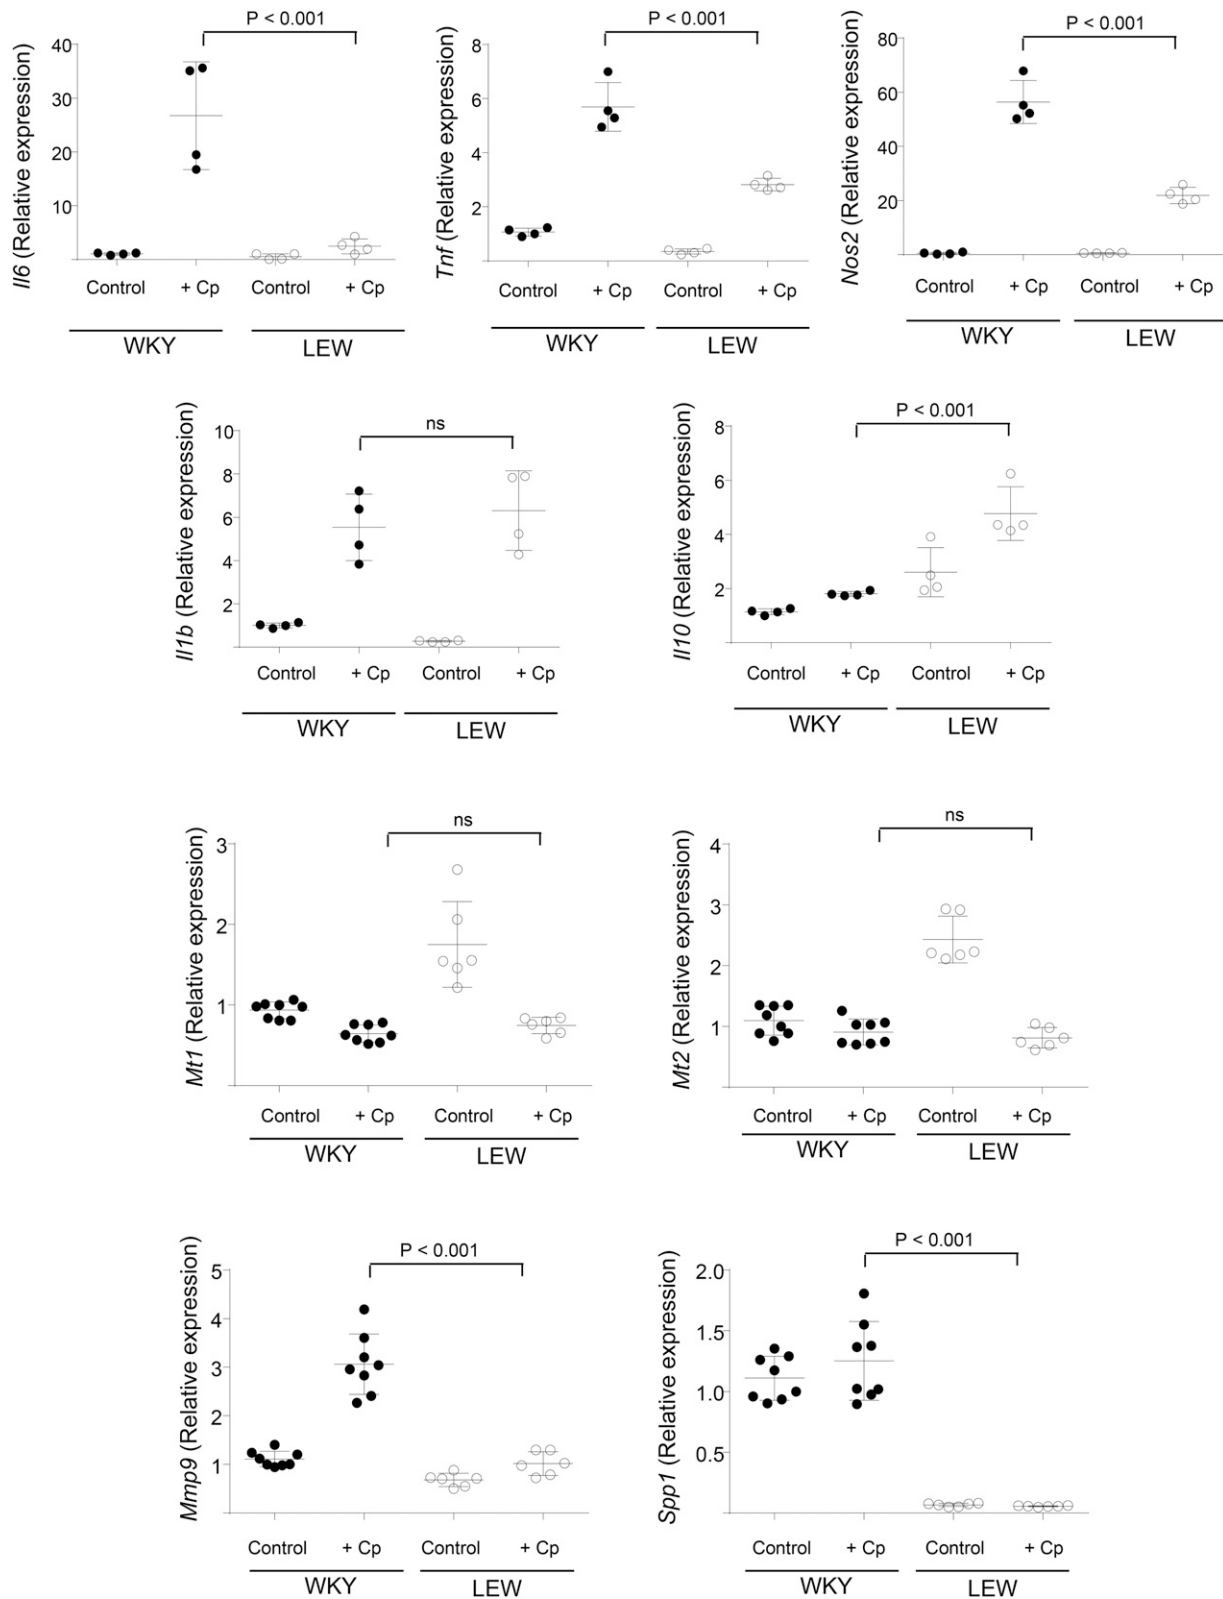 P < 0.001
Il6 (Relative expression)
40
30
20
10
Control + Cp Control + Cp
WKY LEW
P < 0.001
Tnf (Relative expression)
8
6
4
2
Control + Cp Control + Cp
WKY LEW
P < 0.001
Nos2 (Relative expression)
80
60
40
20
Control + Cp Control + Cp
WKY LEW
ns
Il1b (Relative expression)
10
8
6
4
2
Control + Cp Control + Cp
WKY LEW
P < 0.001
Il10 (Relative expression)
8
6
4
2
Control + Cp Control + Cp
WKY LEW
ns
Mt1 (Relative expression)
3
2
1
Control + Cp Control + Cp
WKY LEW
ns
Mt2 (Relative expression)
4
3
2
1
Control + Cp Control + Cp
WKY LEW
P < 0.001
Mmp9 (Relative expression)
5
4
3
2
1
Control + Cp Control + Cp
WKY LEW
P < 0.001
Spp1 (Relative expression)
2.0
1.5
1.0
0.5
Control + Cp Control + Cp
WKY LEW